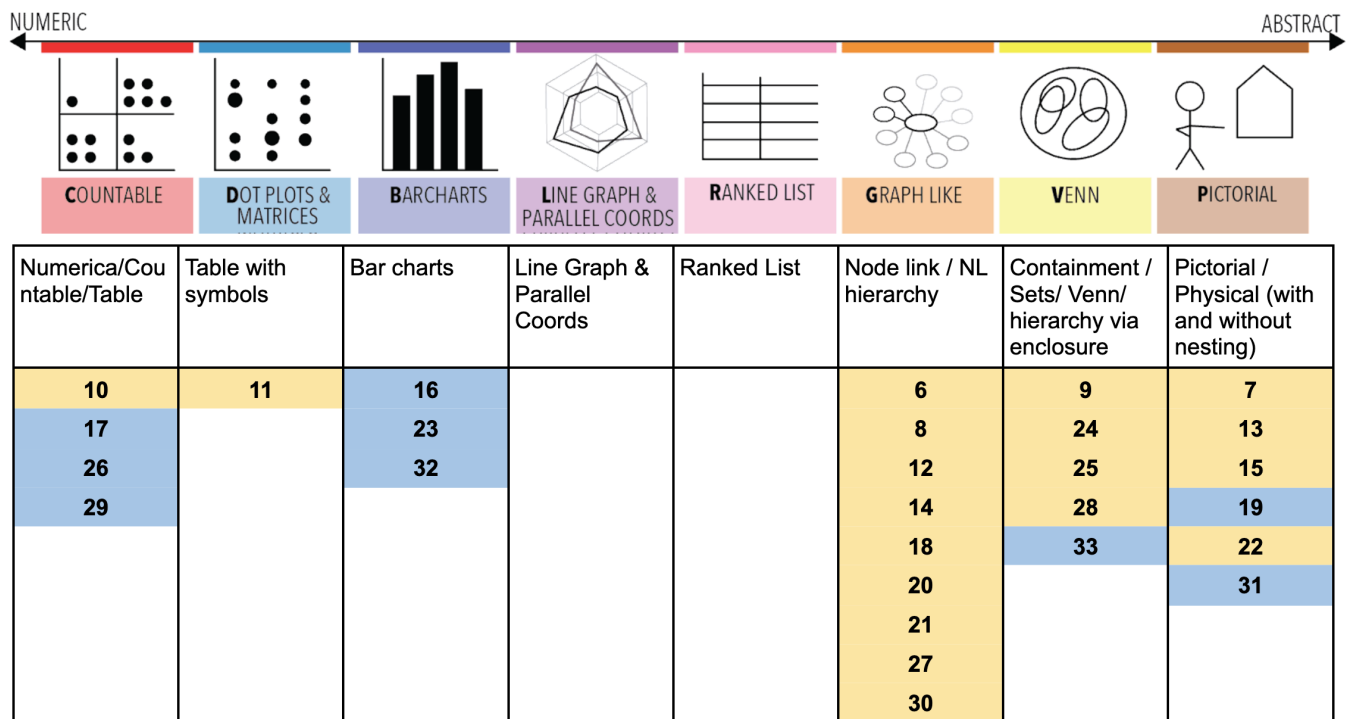 NUMERIC
ABSTRACT
COUNTABLE
DOT PLOTS &
MATRICES
BARCHARTS
LINE GRAPH &
PARALLEL COORDS
RANKED LIST
GRAPH LIKE
VENN
PICTORIAL
Numerica/Cou
ntable/Table
Table with
symbols
Bar charts
Line Graph &
Parallel
Coords
Ranked List
Node link / NL
hierarchy
Containment /
Sets/ Venn/
hierarchy via
enclosure
Pictorial /
Physical (with
and without
nesting)
10 11 16 6 9 7
17 23 8 24 13
26 32 12 25 15
29 14 28 19
18 33 22
20 31
21
27
30